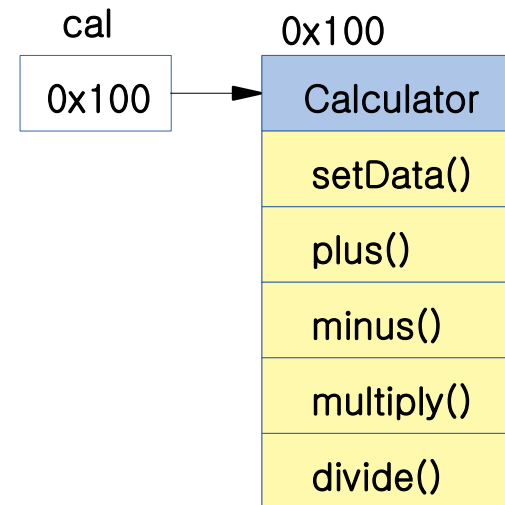 cal
0x100
0x100
Calculator
setData()
plus()
minus()
multiply()
divide()